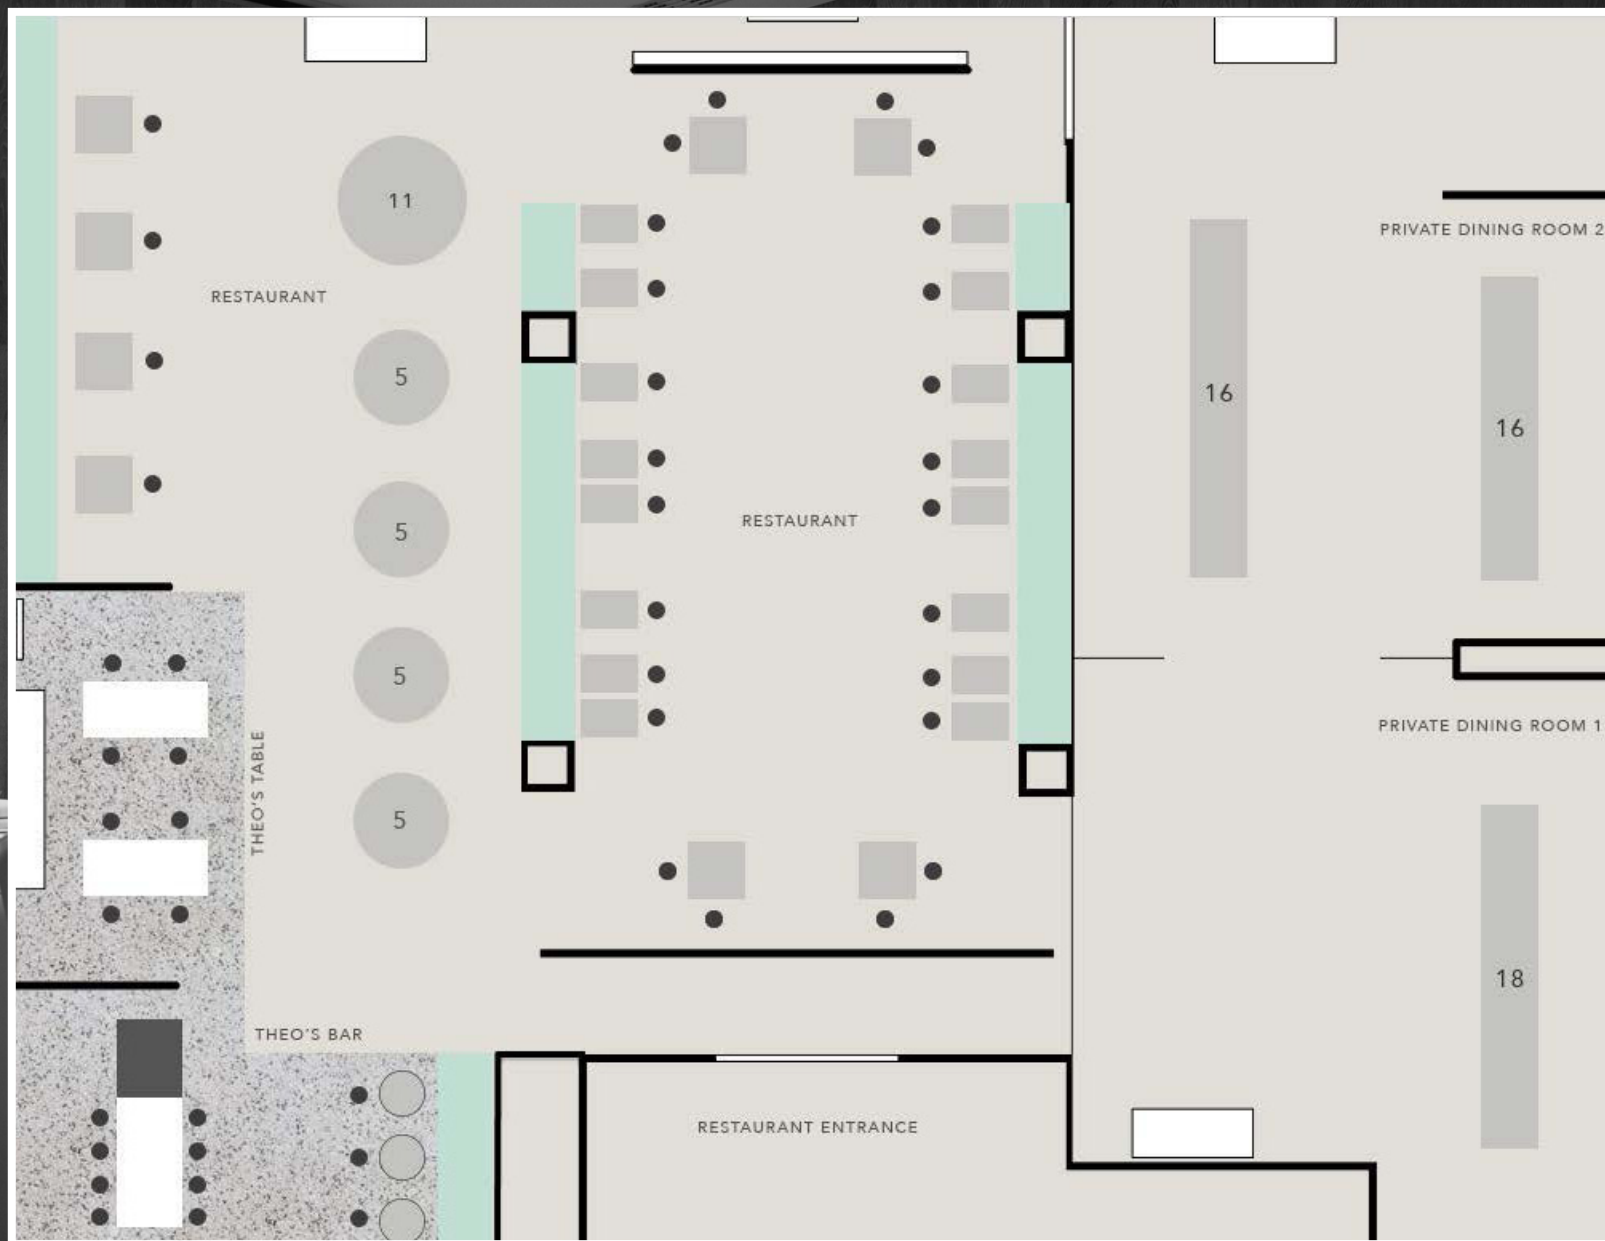 11
PRIVATE DINING ROOM 2
RESTAURANT
5
16
16
RESTAURANT
5
5
PRIVATE DINING ROOM 1
THEO'S TABLE
5
18
THEO'S BAR
RESTAURANT ENTRANCE